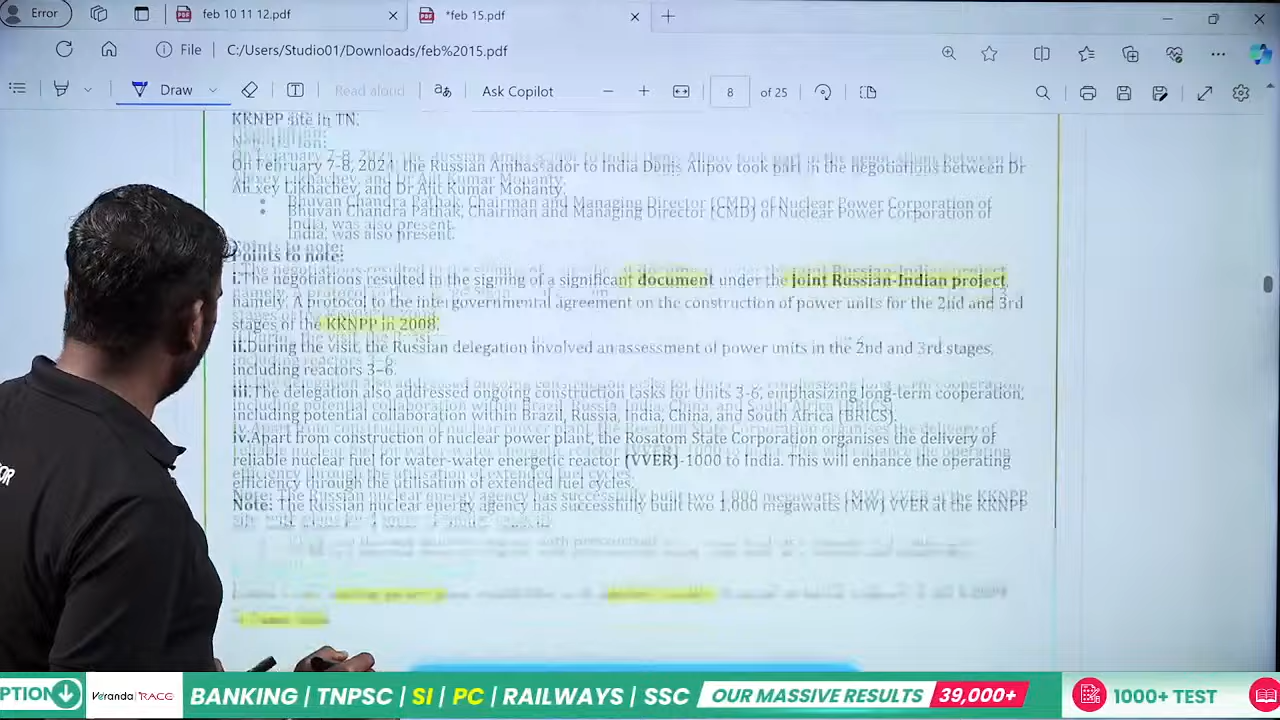 Error
feb 10 11 12.pdf
*feb 15.pdf
File
C:/Users/Studio01/Downloads/feb%2015.pdf
Draw
Read aloud
aあ
Ask Copilot
8
of 25
KKNPP site in TN.
On February 7-8, 2024, the Russian Ambassador to India Denis Alipov took part in the negotiations between Dr
Alexey Likhachev, and Dr Ajit Kumar Mohanty.
Bhuvan Chandra Pathak, Chairman and Managing Director (CMD) of Nuclear Power Corporation of
India, was also present.
Points to note:
i.The negotiations resulted in the signing of a significant document under the joint Russian-Indian project,
namely: A protocol to the intergovernmental agreement on the construction of power units for the 2nd and 3rd
stages of the KKNPP in 2008.
ii.During the visit, the Russian delegation involved an assessment of power units in the 2nd and 3rd stages,
including reactors 3-6.
iii.The delegation also addressed ongoing construction tasks for Units 3-6, emphasizing long-term cooperation,
including potential collaboration within Brazil, Russia, India, China, and South Africa (BRICS).
iv.Apart from construction of nuclear power plant, the Rosatom State Corporation organises the delivery of
reliable nuclear fuel for water-water energetic reactor (VVER)-1000 to India. This will enhance the operating
efficiency through the utilisation of extended fuel cycles.
Note: The Russian nuclear energy agency has successfully built two 1,000 megawatts (MW) VVER at the KKNPP
OR
PTION
Veranda RACE
BANKING | TNPSC | SI | PC | RAILWAYS | SSC
OUR MASSIVE RESULTS
39,000+
1000+ TEST